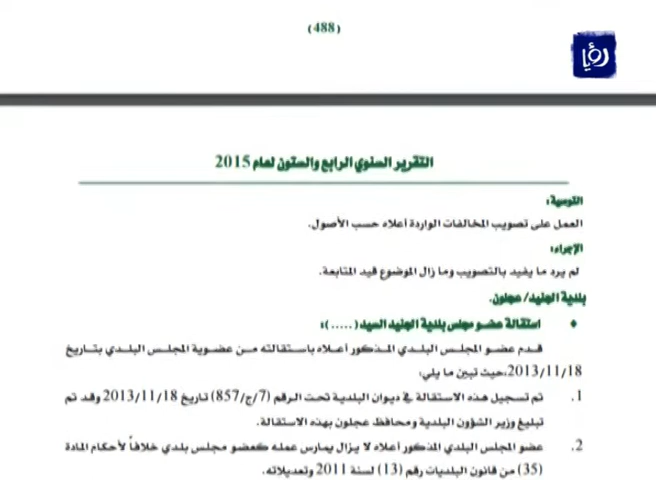 (488)
رؤيا
التقرير السنوي الرابع والستون لعام 2015
التوصية:
العمل على تصويب المخالفات الواردة أعلاه حسب الأصول.
الإجراء:
لم يرد ما يفيد بالتصويب وما زال الموضوع قيد المتابعة.
بلدية الجنيد/ عجلون.
♦ استقالة عضو مجلس بلدية الجنيد السيد (.....):
قدم عضو المجلس البلدي المذكور أعلاه باستقالته من عضوية المجلس البلدي بتاريخ
2013/11/18، حيث تبين ما يلي:
1. تم تسجيل هذه الاستقالة في ديوان البلدية تحت الرقم (7/ج/857) تاريخ 2013/11/18 وقد تم
تبليغ وزير الشؤون البلدية ومحافظ عجلون بهذه الاستقالة.
2. عضو المجلس البلدي المذكور أعلاه لا يزال يمارس عمله كعضو مجلس بلدي خلافاً لأحكام المادة
(35) من قانون البلديات رقم (13) لسنة 2011 وتعديلاته.